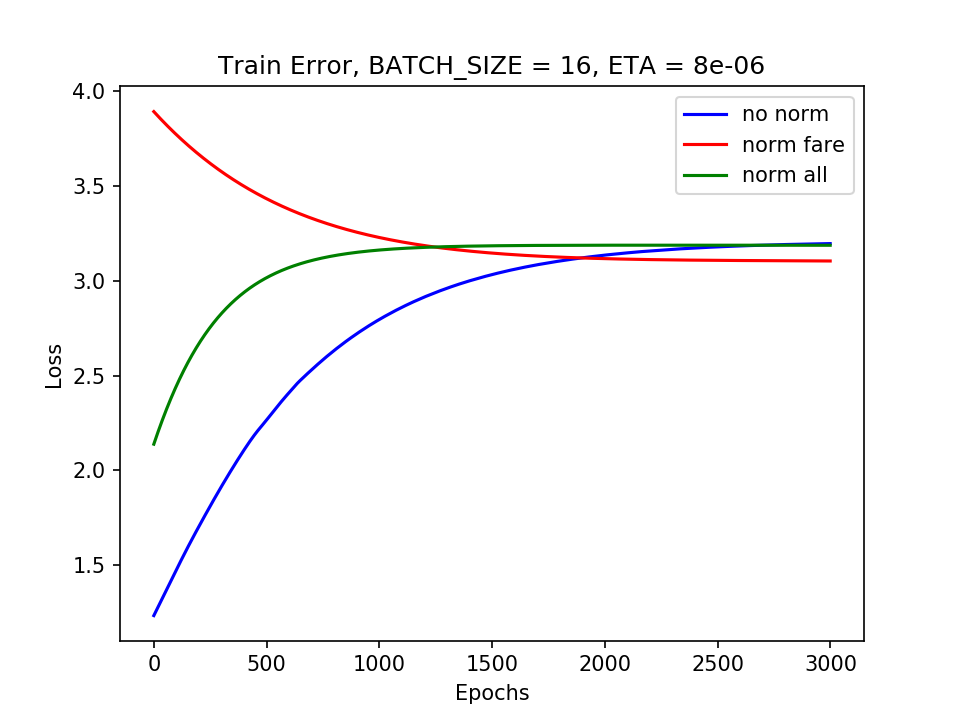 Train Error, BATCH_SIZE = 16, ETA = 8e-06
4.0
3.5
3.0
2.5
2.0
1.5
Loss
no norm
norm fare
norm all
0 500 1000 1500 2000 2500 3000
Epochs